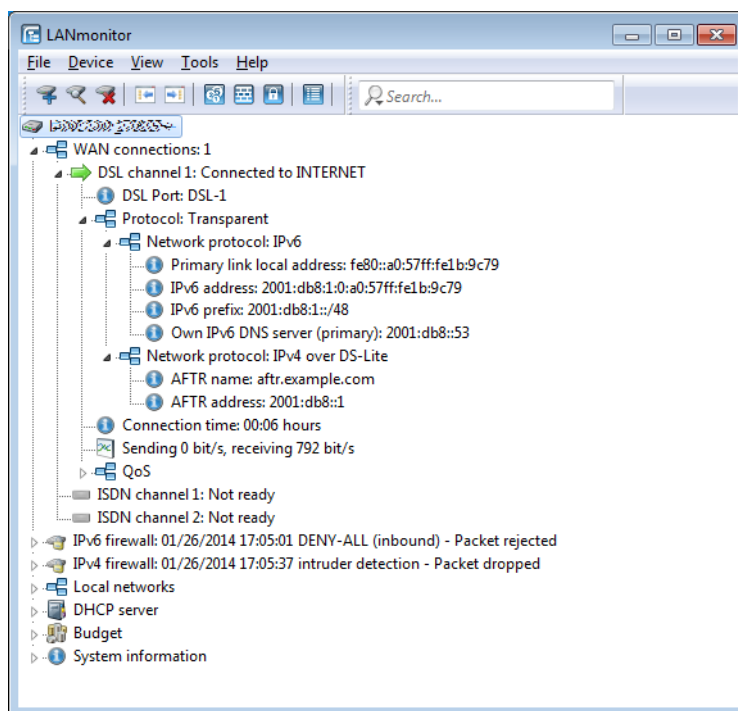 LANmonitor
File Device View Tools Help
Search...
WAN connections: 1
DSL channel 1: Connected to INTERNET
DSL Port: DSL-1
Protocol: Transparent
Network protocol: IPv6
Primary link local address: fe80::a0:57ff:fe1b:9c79
IPv6 address: 2001:db8:1:0:a0:57ff:fe1b:9c79
IPv6 prefix: 2001:db8:1::/48
Own IPv6 DNS server (primary): 2001:db8::53
Network protocol: IPv4 over DS-Lite
AFTR name: aftr.example.com
AFTR address: 2001:db8::1
Connection time: 00:06 hours
Sending 0 bit/s, receiving 792 bit/s
QoS
ISDN channel 1: Not ready
ISDN channel 2: Not ready
IPv6 firewall: 01/26/2014 17:05:01 DENY-ALL (inbound) - Packet rejected
IPv4 firewall: 01/26/2014 17:05:37 intruder detection - Packet dropped
Local networks
DHCP server
Budget
System information